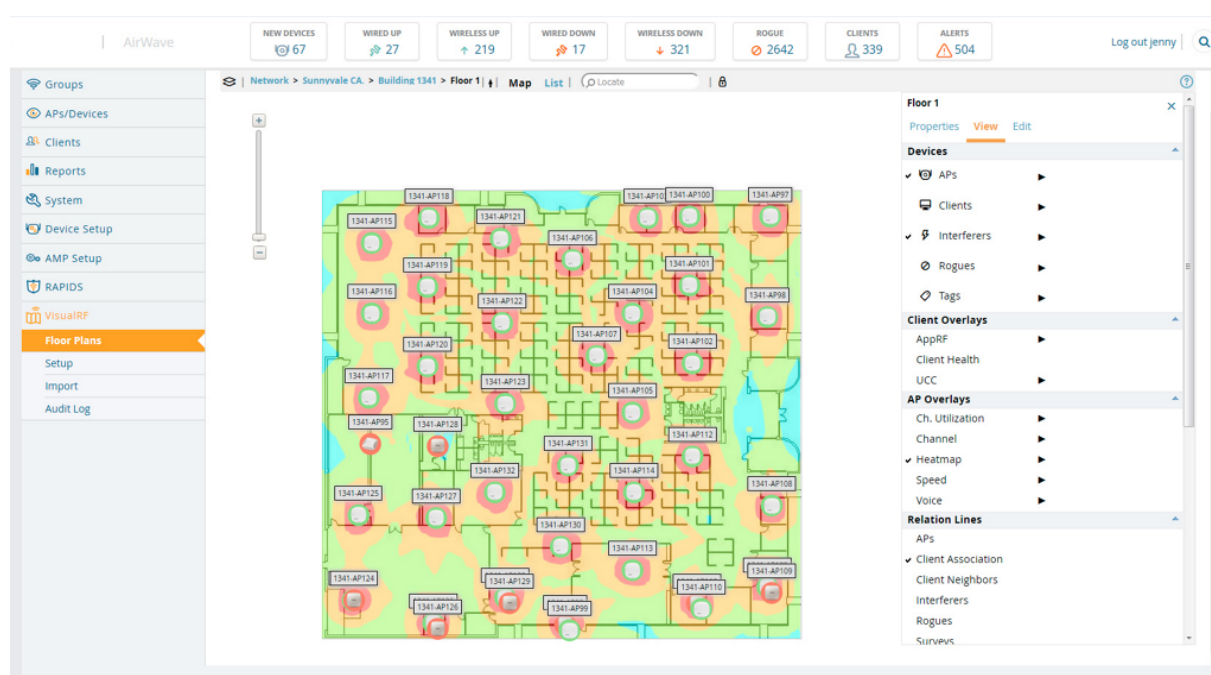 AirWave
NEW DEVICES
67
WIRED UP
27
WIRELESS UP
219
WIRED DOWN
17
WIRELESS DOWN
321
ROGUE
2642
CLIENTS
339
ALERTS
504
Log out jenny
Groups
APs/Devices
Clients
Reports
System
Device Setup
AMP Setup
RAPIDS
VisualRF
Floor Plans
Setup
Import
Audit Log
Network > Sunnyvale CA. > Building 1341 > Floor 1
Map
List
Locate
1341-AP118
1341-AP100
1341-AP97
1341-AP115
1341-AP121
1341-AP106
1341-AP119
1341-AP101
1341-AP116
1341-AP122
1341-AP104
1341-AP98
1341-AP120
1341-AP107
1341-AP102
1341-AP117
1341-AP123
1341-AP105
1341-AP95
1341-AP128
1341-AP131
1341-AP112
1341-AP132
1341-AP114
1341-AP108
1341-AP125
1341-AP127
1341-AP130
1341-AP113
1341-AP124
1341-AP129
1341-AP109
1341-AP110
1341-AP126
1341-AP99
Floor 1
Properties
View
Edit
Devices
APs
Clients
Interferers
Rogues
Tags
Client Overlays
AppRF
Client Health
UCC
AP Overlays
Ch. Utilization
Channel
Heatmap
Speed
Voice
Relation Lines
APs
Client Association
Client Neighbors
Interferers
Rogues
Surveys